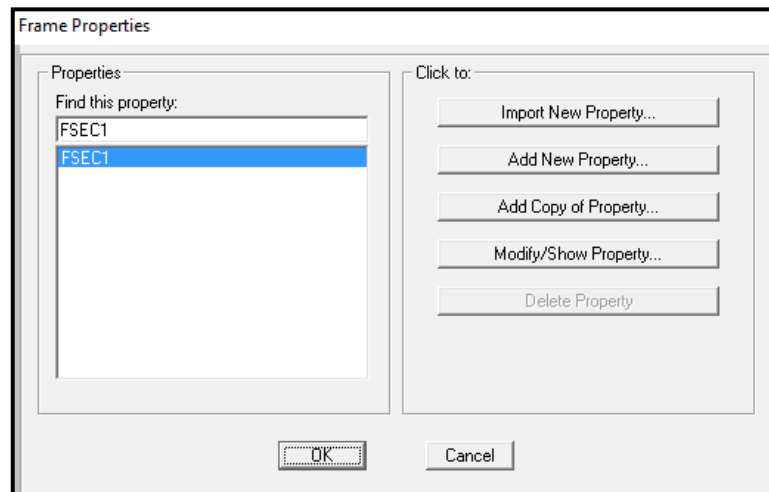 Frame Properties
Properties
Find this property:
FSEC1
FSEC1
Click to:
Import New Property...
Add New Property...
Add Copy of Property...
Modify/Show Property...
Delete Property
OK
Cancel